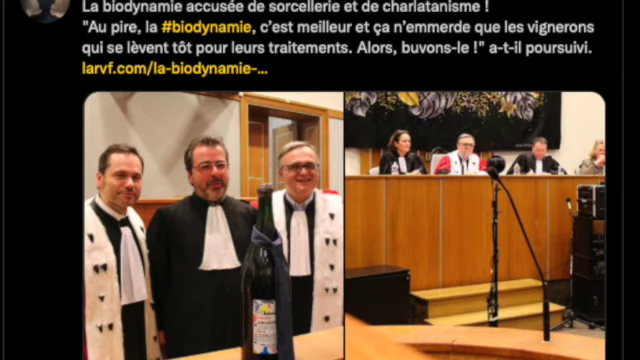 La biodynamie accusée de sorcellerie et de charlatanisme !
"Au pire, la #biodynamie, c’est meilleur et ça n’emmerde que les vignerons
qui se lèvent tôt pour leurs traitements. Alors, buvons-le !" a-t-il poursuivi.
larvf.com/la-biodynamie-…